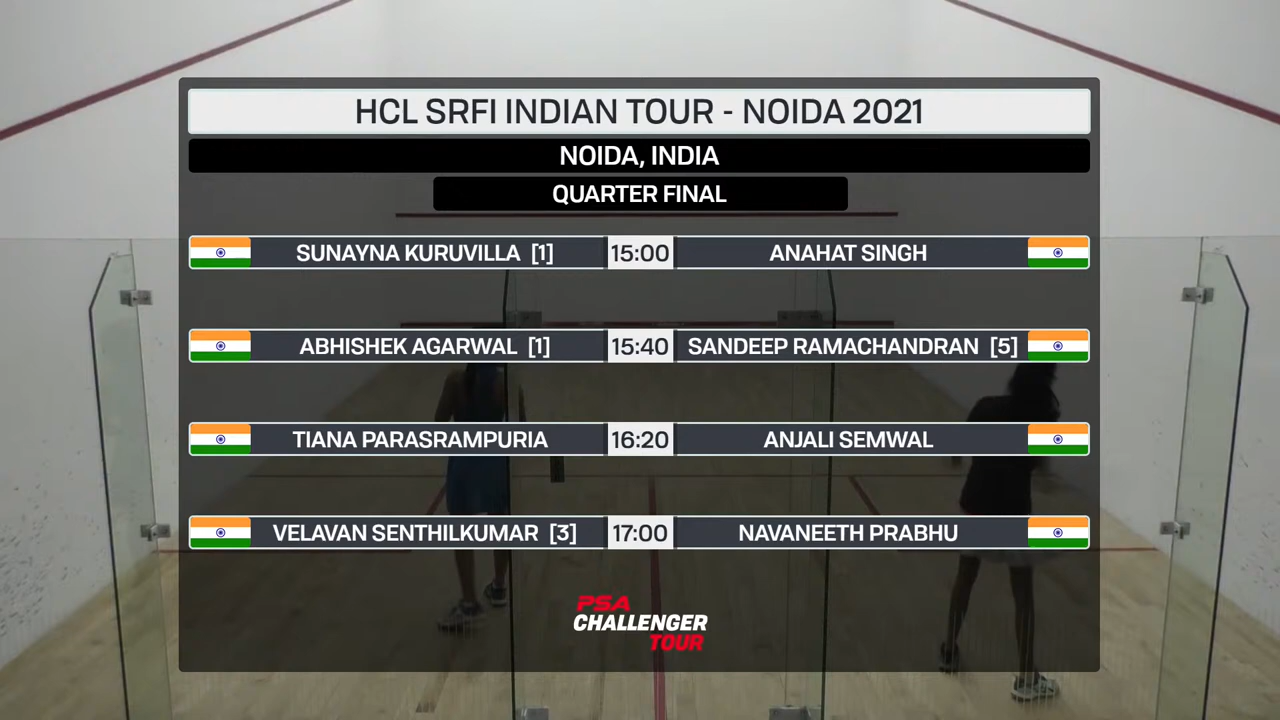 HCL SRFI INDIAN TOUR - NOIDA 2021
NOIDA, INDIA
QUARTER FINAL
SUNAYNA KURUVILLA [1] 15:00 ANAHAT SINGH
ABHISHEK AGARWAL [1] 15:40 SANDEEP RAMACHANDRAN [5]
TIANA PARASRAMPURIA 16:20 ANJALI SEMWAL
VELAVAN SENTHILKUMAR [3] 17:00 NAVANEETH PRABHU
PSA
CHALLENGER
TOUR